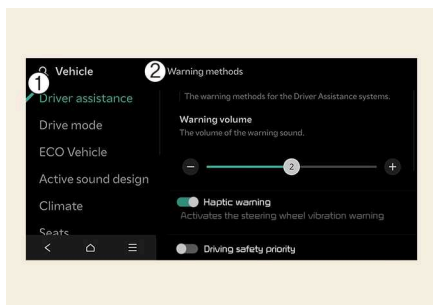 Vehicle
1
2 Warning methods
Driver assistance
Drive mode
ECO Vehicle
Active sound design
Climate
Seats
The warning methods for the Driver Assistance systems.
Warning volume
The volume of the warning sound.
2
Haptic warning
Activates the steering wheel vibration warning
Driving safety priority